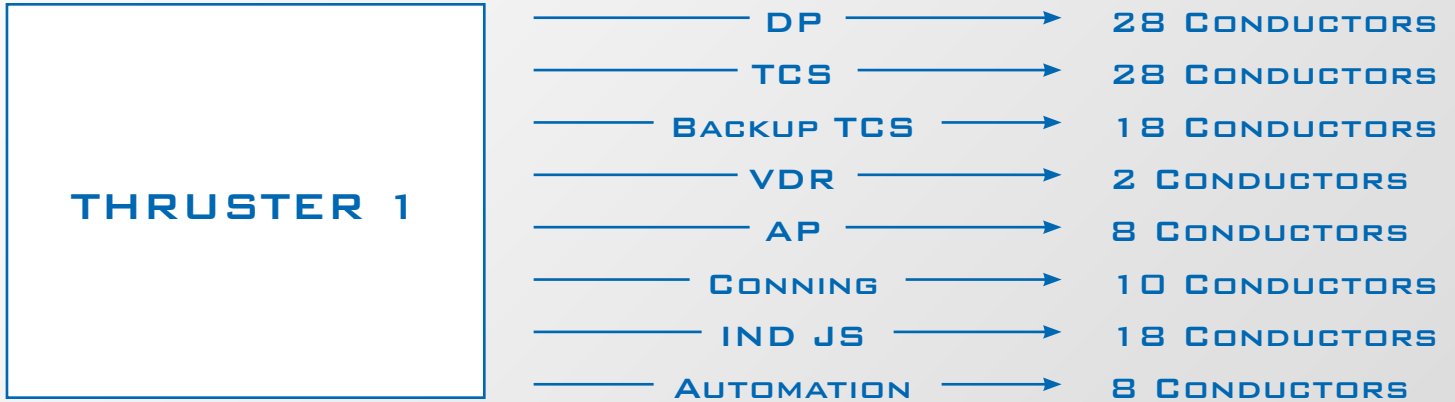 THRUSTER 1
DP 28 Conductors
TCS 28 Conductors
Backup TCS 18 Conductors
VDR 2 Conductors
AP 8 Conductors
Conning 10 Conductors
IND JS 18 Conductors
Automation 8 Conductors